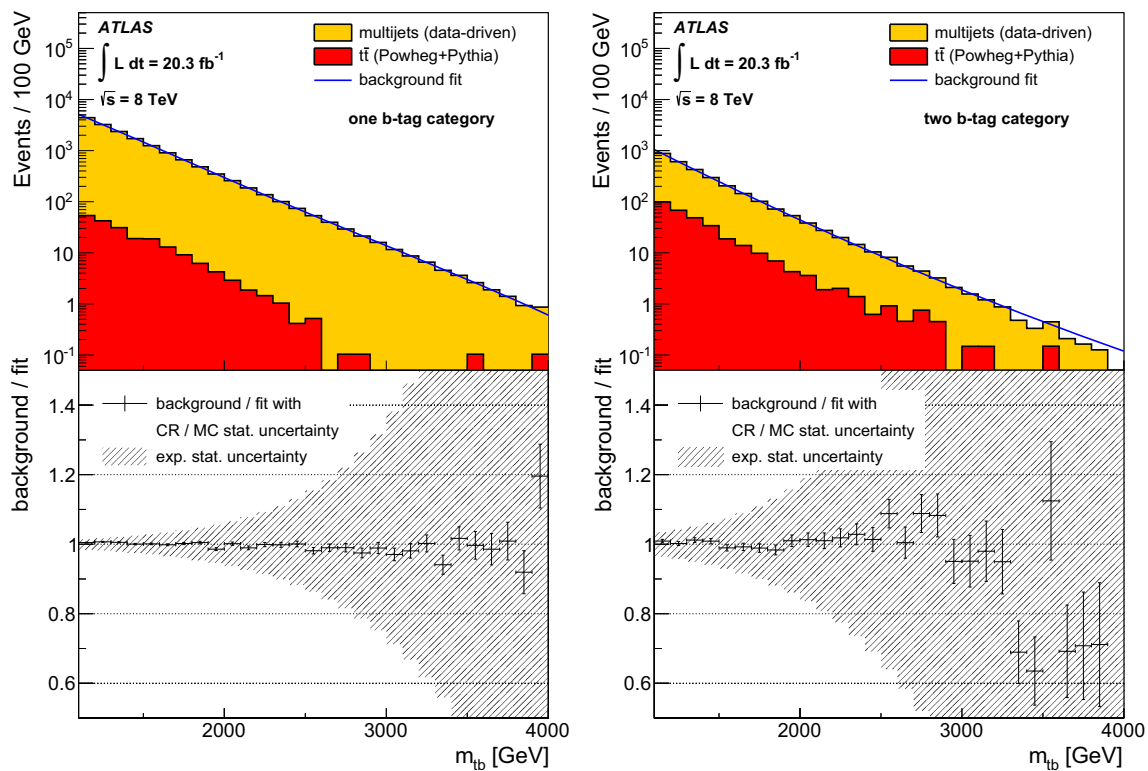 ATLAS
∫ L dt = 20.3 fb⁻¹
√s = 8 TeV
multijets (data-driven)
tt̄ (Powheg+Pythia)
background fit
one b-tag category
Events / 100 GeV
10⁵
10⁴
10³
10²
10
1
10⁻¹
background / fit with
CR / MC stat. uncertainty
exp. stat. uncertainty
background / fit
1.4
1.2
1
0.8
0.6
2000 3000 4000
m_tb [GeV]
ATLAS
∫ L dt = 20.3 fb⁻¹
√s = 8 TeV
multijets (data-driven)
tt̄ (Powheg+Pythia)
background fit
two b-tag category
Events / 100 GeV
10⁵
10⁴
10³
10²
10
1
10⁻¹
background / fit with
CR / MC stat. uncertainty
exp. stat. uncertainty
background / fit
1.4
1.2
1
0.8
0.6
2000 3000 4000
m_tb [GeV]